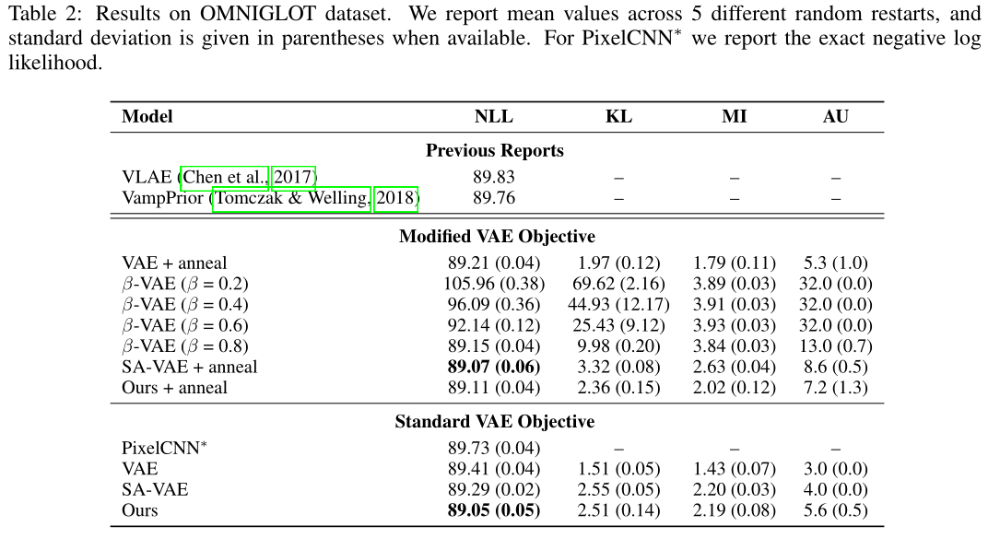 Table 2: Results on OMNIGLOT dataset. We report mean values across 5 different random restarts, and
standard deviation is given in parentheses when available. For PixelCNN* we report the exact negative log
likelihood.
Model NLL KL MI AU
Previous Reports
VLAE (Chen et al., 2017) 89.83 – – –
VampPrior (Tomczak & Welling, 2018) 89.76 – – –
Modified VAE Objective
VAE + anneal 89.21 (0.04) 1.97 (0.12) 1.79 (0.11) 5.3 (1.0)
β-VAE (β = 0.2) 105.96 (0.38) 69.62 (2.16) 3.89 (0.03) 32.0 (0.0)
β-VAE (β = 0.4) 96.09 (0.36) 44.93 (12.17) 3.91 (0.03) 32.0 (0.0)
β-VAE (β = 0.6) 92.14 (0.12) 25.43 (9.12) 3.93 (0.03) 32.0 (0.0)
β-VAE (β = 0.8) 89.15 (0.04) 9.98 (0.20) 3.84 (0.03) 13.0 (0.7)
SA-VAE + anneal 89.07 (0.06) 3.32 (0.08) 2.63 (0.04) 8.6 (0.5)
Ours + anneal 89.11 (0.04) 2.36 (0.15) 2.02 (0.12) 7.2 (1.3)
Standard VAE Objective
PixelCNN* 89.73 (0.04) – – –
VAE 89.41 (0.04) 1.51 (0.05) 1.43 (0.07) 3.0 (0.0)
SA-VAE 89.29 (0.02) 2.55 (0.05) 2.20 (0.03) 4.0 (0.0)
Ours 89.05 (0.05) 2.51 (0.14) 2.19 (0.08) 5.6 (0.5)